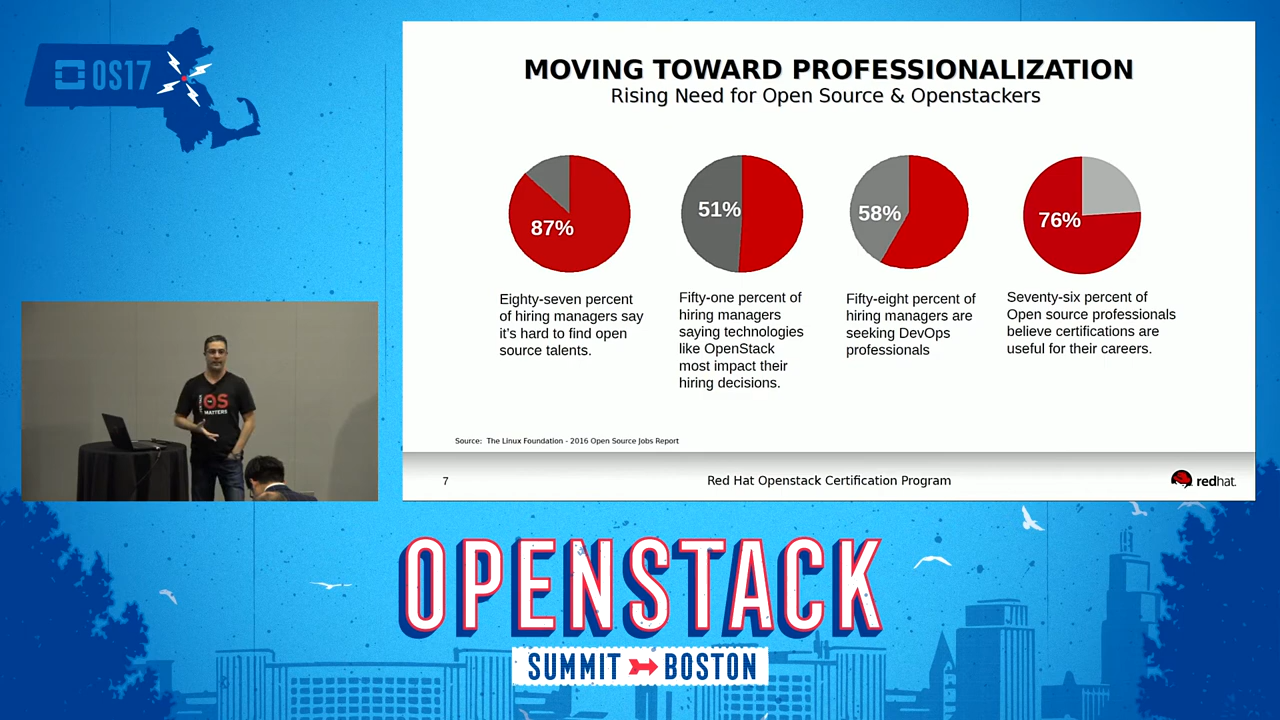 OS17
MOVING TOWARD PROFESSIONALIZATION
Rising Need for Open Source & Openstackers
87%
51%
58%
76%
Eighty-seven percent
of hiring managers say
it's hard to find open
source talents.
Fifty-one percent of
hiring managers
saying technologies
like OpenStack
most impact their
hiring decisions.
Fifty-eight percent of
hiring managers are
seeking DevOps
professionals
Seventy-six percent of
Open source professionals
believe certifications are
useful for their careers.
Source: The Linux Foundation - 2016 Open Source Jobs Report
7
Red Hat Openstack Certification Program
redhat.
OS
MATTERS
OPENSTACK
SUMMIT BOSTON